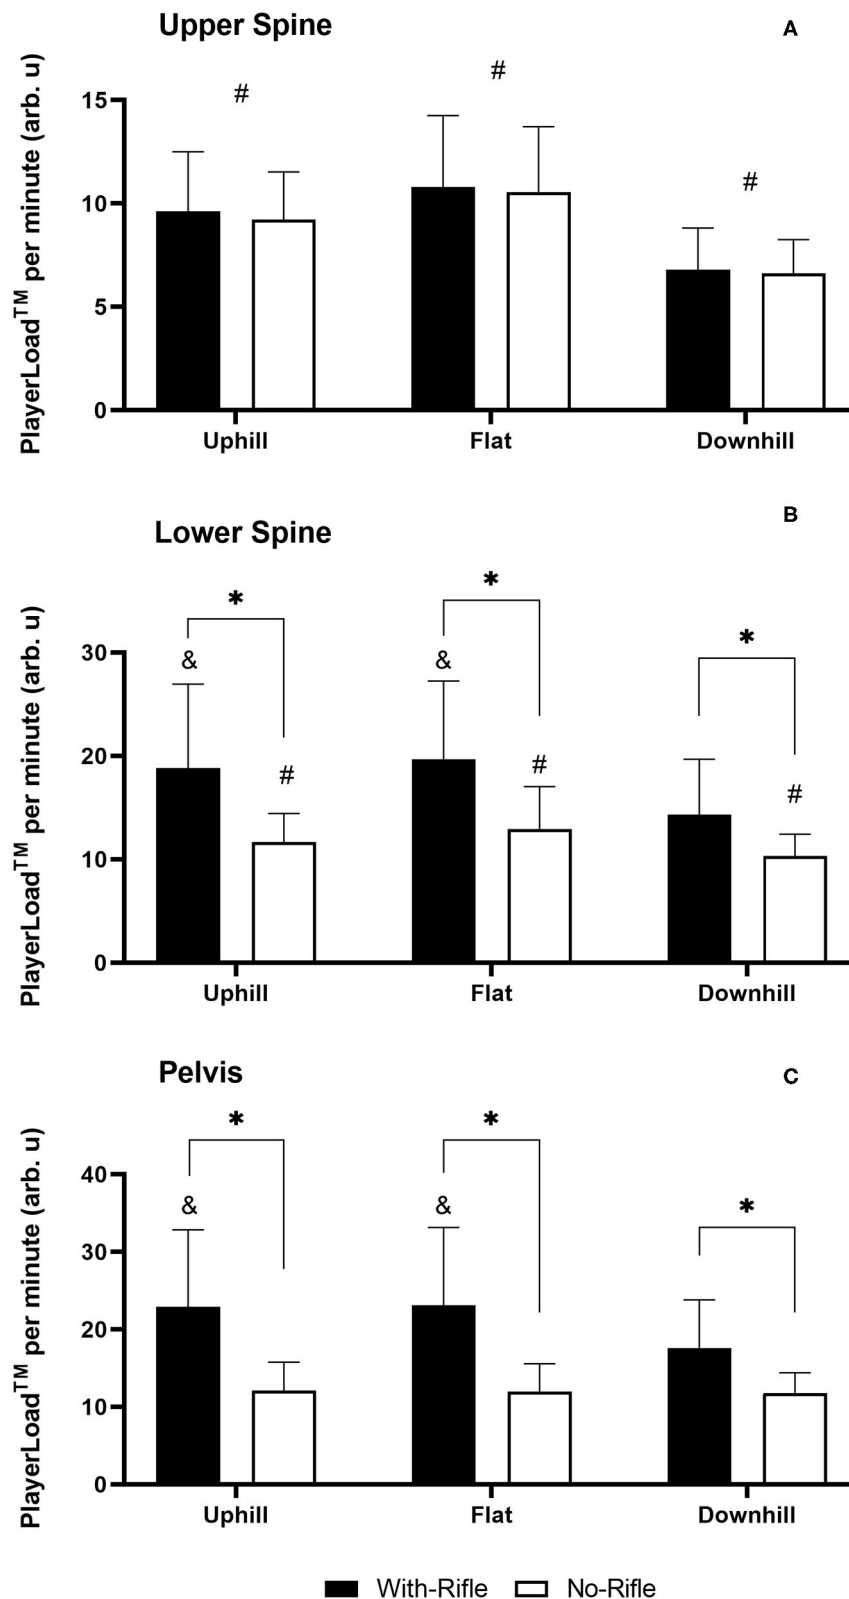 Upper Spine
A
PlayerLoad™ per minute (arb. u)
#
#
#
15
10
5
0
Uphill
Flat
Downhill
Lower Spine
B
PlayerLoad™ per minute (arb. u)
*
*
*
&
&
#
#
#
30
20
10
0
Uphill
Flat
Downhill
Pelvis
C
PlayerLoad™ per minute (arb. u)
*
*
*
&
&
40
30
20
10
0
Uphill
Flat
Downhill
With-Rifle
No-Rifle